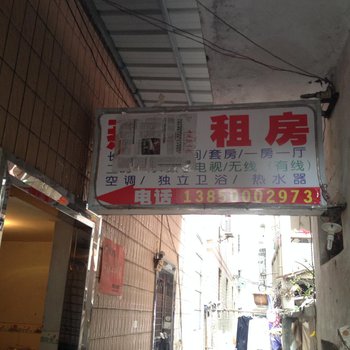 租房
间/套房/一房一厅
电视/无线(有线)
空调/独立卫浴/热水器
电话 13850002973